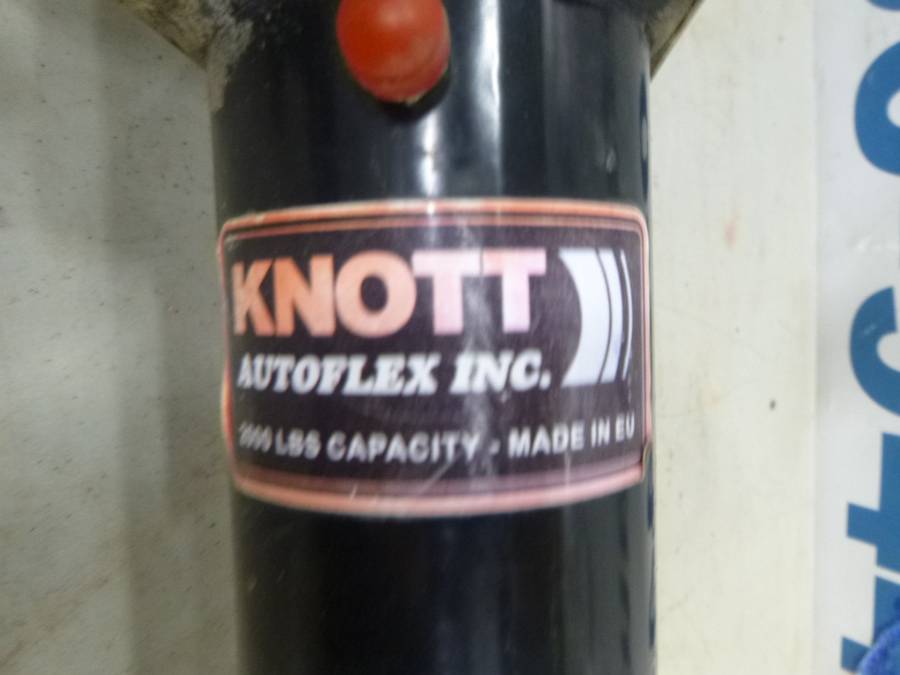 KNOTT
AUTOFLEX INC.
LBS CAPACITY - MADE IN EU